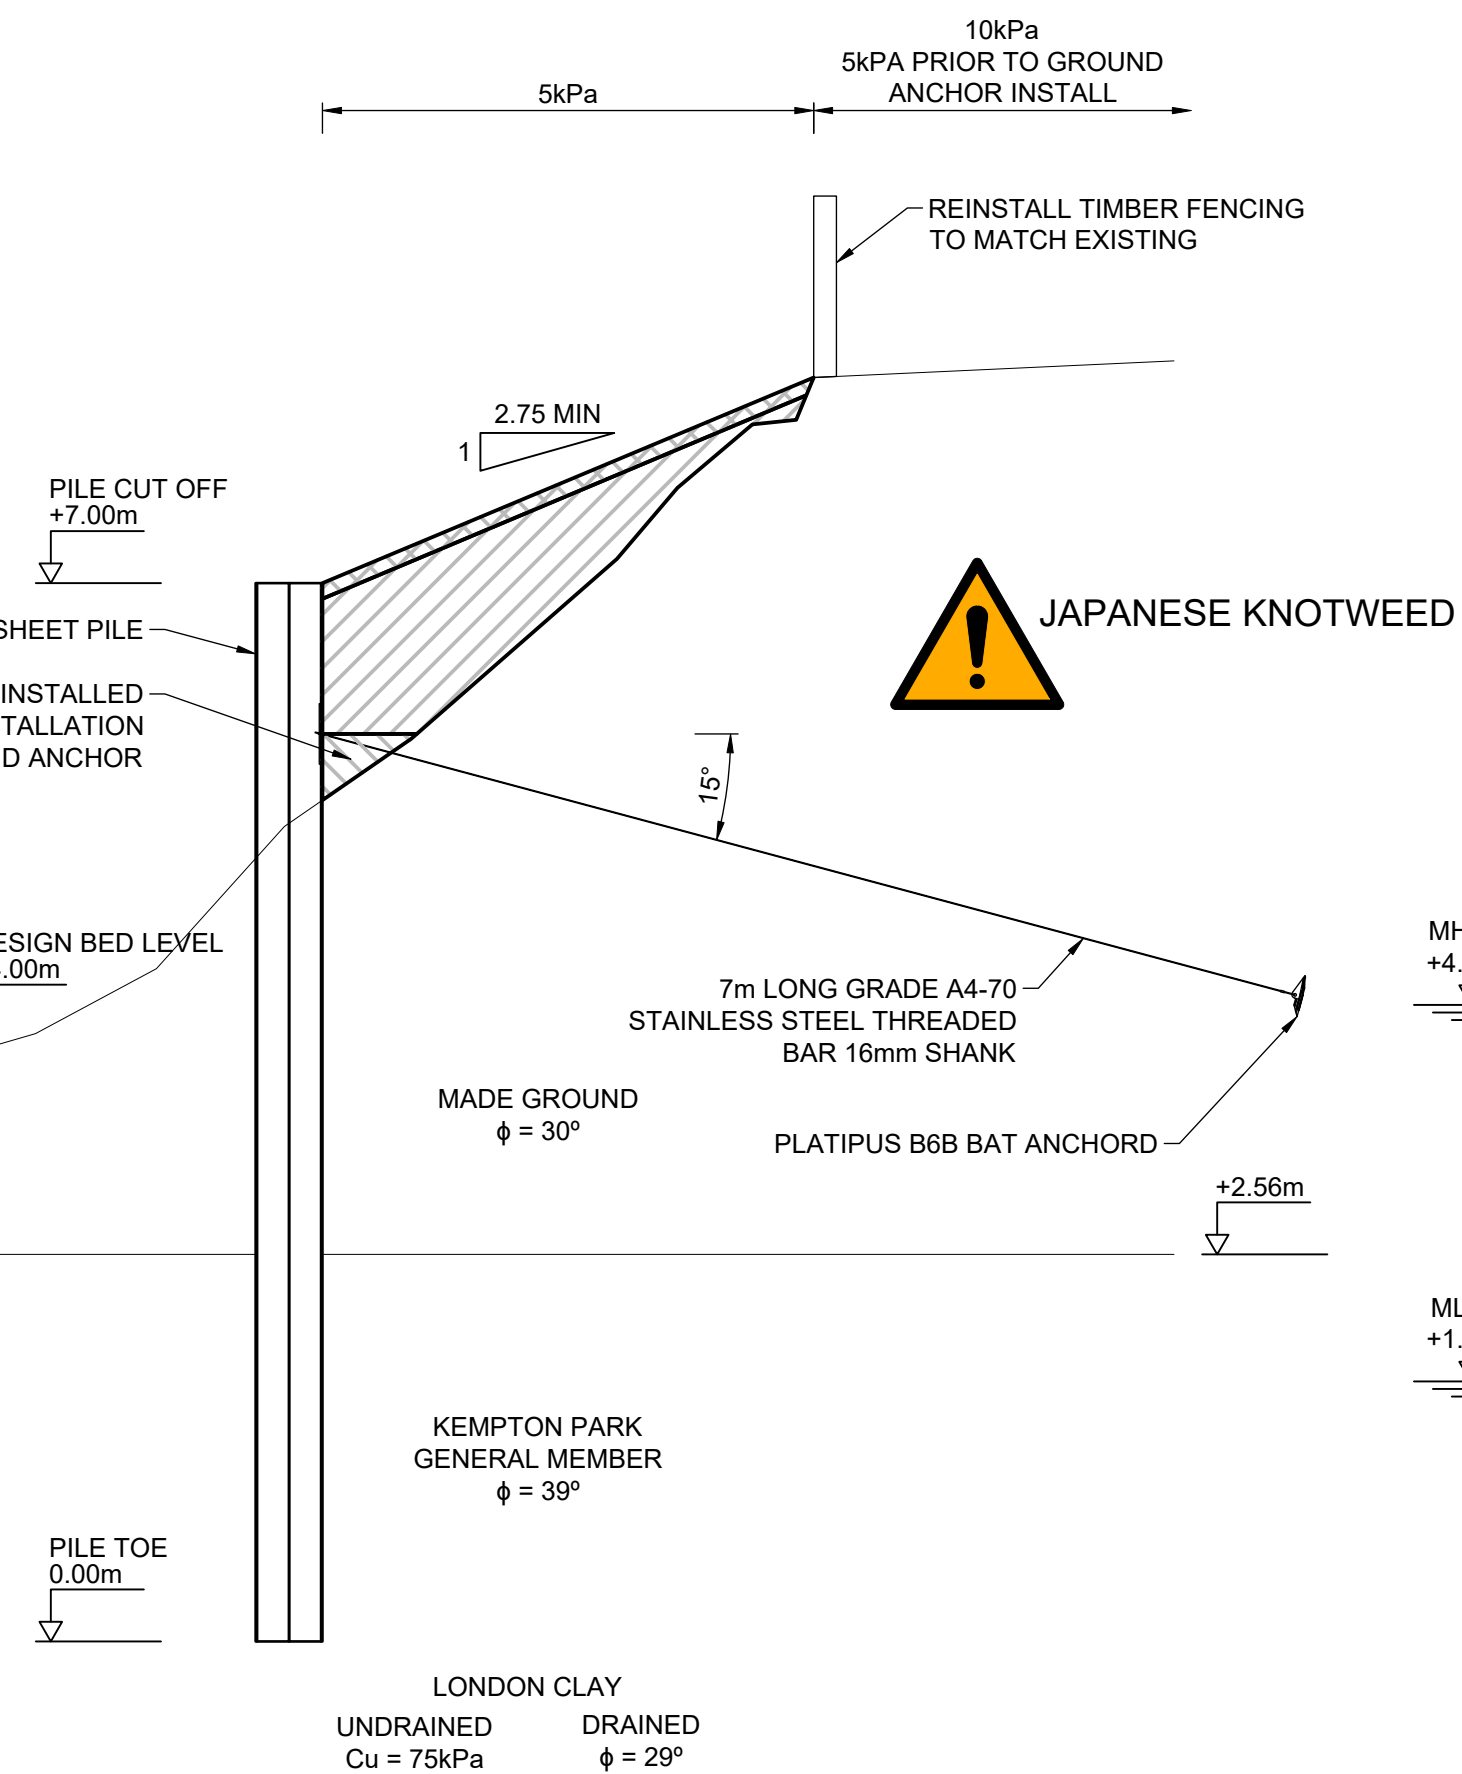 10kPa
5kPA PRIOR TO GROUND
ANCHOR INSTALL
5kPa
REINSTALL TIMBER FENCING
TO MATCH EXISTING
2.75 MIN
1
PILE CUT OFF
+7.00m
SHEET PILE
INSTALLED
TALLATION
D ANCHOR
JAPANESE KNOTWEED
15°
ESIGN BED LEVEL
.00m
7m LONG GRADE A4-70
STAINLESS STEEL THREADED
BAR 16mm SHANK
MH
+4.
MADE GROUND
ϕ = 30º
PLATIPUS B6B BAT ANCHORD
+2.56m
ML
+1.
KEMPTON PARK
GENERAL MEMBER
ϕ = 39º
PILE TOE
0.00m
LONDON CLAY
UNDRAINED
Cu = 75kPa
DRAINED
ϕ = 29º